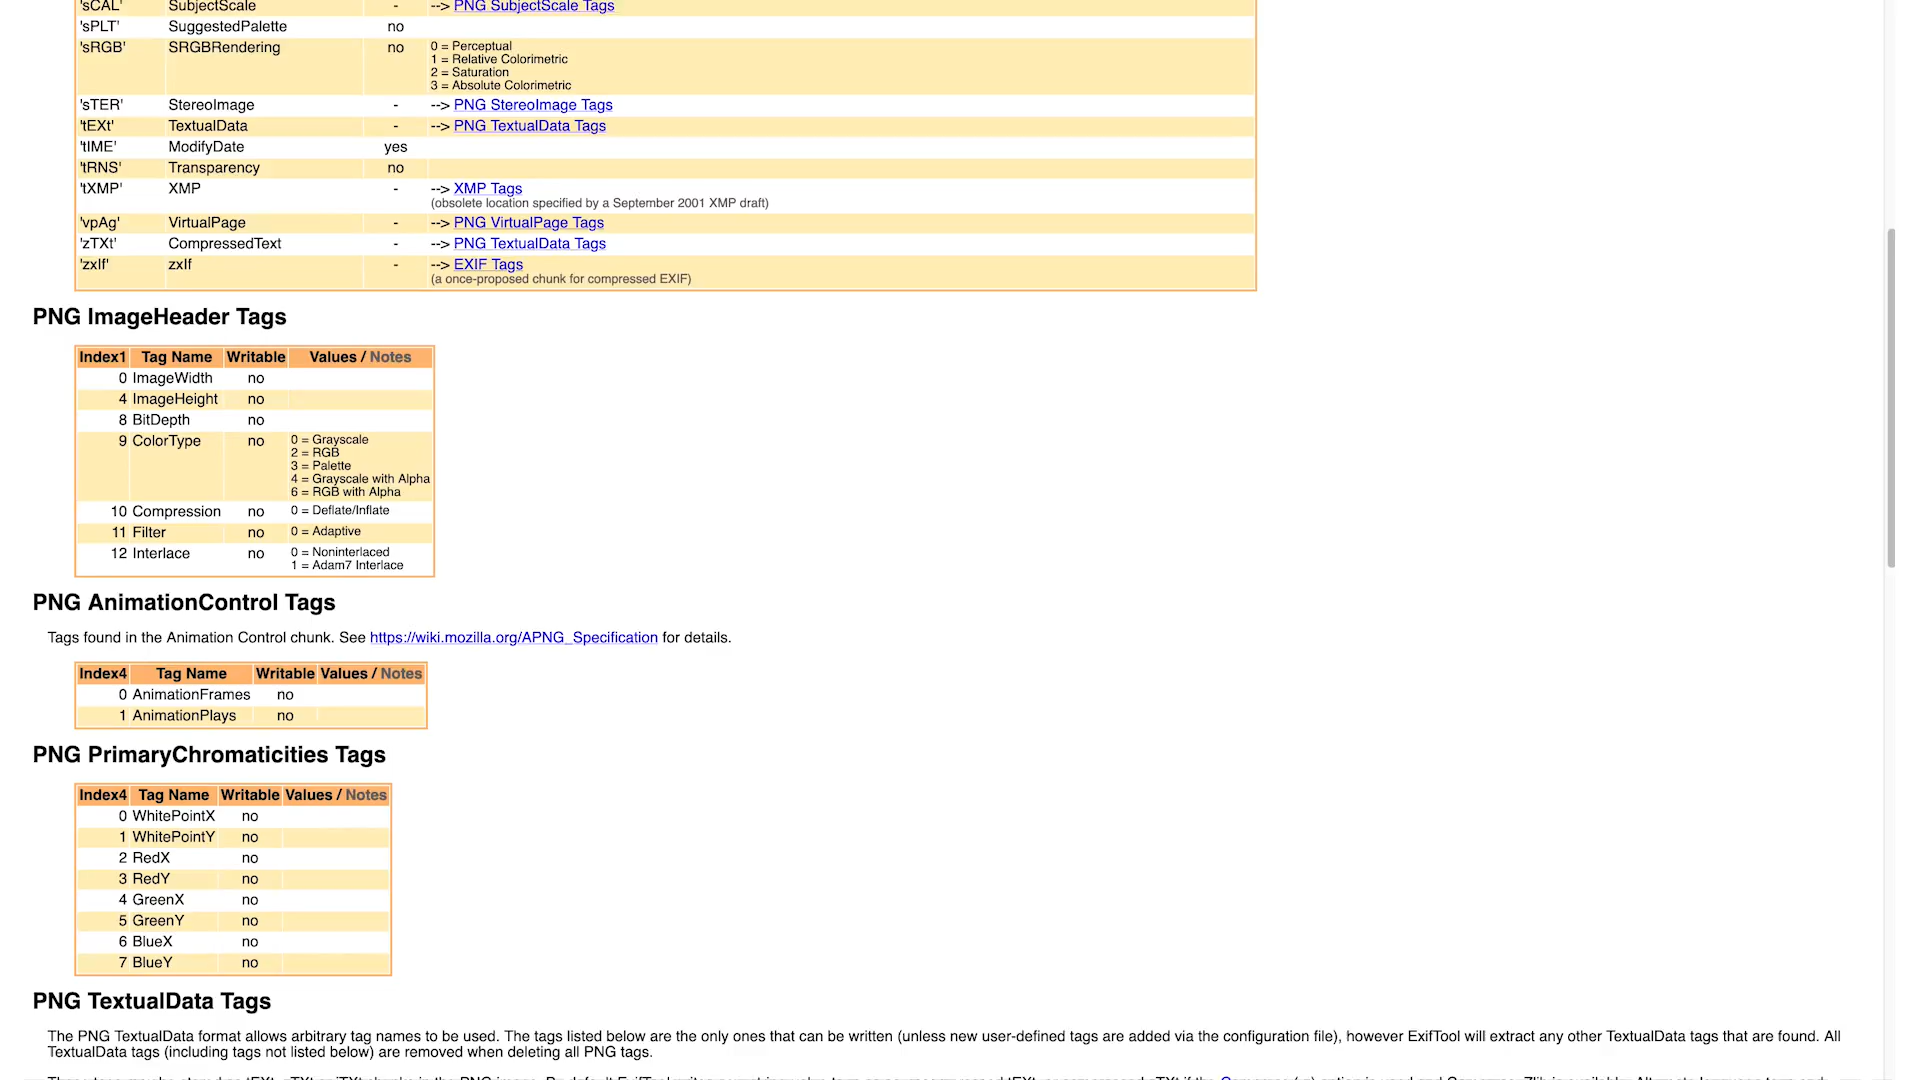 'sCAL' SubjectScale - --> PNG SubjectScale Tags
'sPLT' SuggestedPalette no
'sRGB' SRGBRendering no 0 = Perceptual
1 = Relative Colorimetric
2 = Saturation
3 = Absolute Colorimetric
'sTER' StereoImage - --> PNG StereoImage Tags
'tEXt' TextualData - --> PNG TextualData Tags
'tIME' ModifyDate yes
'tRNS' Transparency no
'tXMP' XMP - --> XMP Tags
(obsolete location specified by a September 2001 XMP draft)
'vpAg' VirtualPage - --> PNG VirtualPage Tags
'zTXt' CompressedText - --> PNG TextualData Tags
'zxIf' zxIf - --> EXIF Tags
(a once-proposed chunk for compressed EXIF)
PNG ImageHeader Tags
Index1 Tag Name Writable Values / Notes
0 ImageWidth no
4 ImageHeight no
8 BitDepth no
9 ColorType no 0 = Grayscale
2 = RGB
3 = Palette
4 = Grayscale with Alpha
6 = RGB with Alpha
10 Compression no 0 = Deflate/Inflate
11 Filter no 0 = Adaptive
12 Interlace no 0 = Noninterlaced
1 = Adam7 Interlace
PNG AnimationControl Tags
Tags found in the Animation Control chunk. See https://wiki.mozilla.org/APNG_Specification for details.
Index4 Tag Name Writable Values / Notes
0 AnimationFrames no
1 AnimationPlays no
PNG PrimaryChromaticities Tags
Index4 Tag Name Writable Values / Notes
0 WhitePointX no
1 WhitePointY no
2 RedX no
3 RedY no
4 GreenX no
5 GreenY no
6 BlueX no
7 BlueY no
PNG TextualData Tags
The PNG TextualData format allows arbitrary tag names to be used. The tags listed below are the only ones that can be written (unless new user-defined tags are added via the configuration file), however ExifTool will extract any other TextualData tags that are found. All
TextualData tags (including tags not listed below) are removed when deleting all PNG tags.